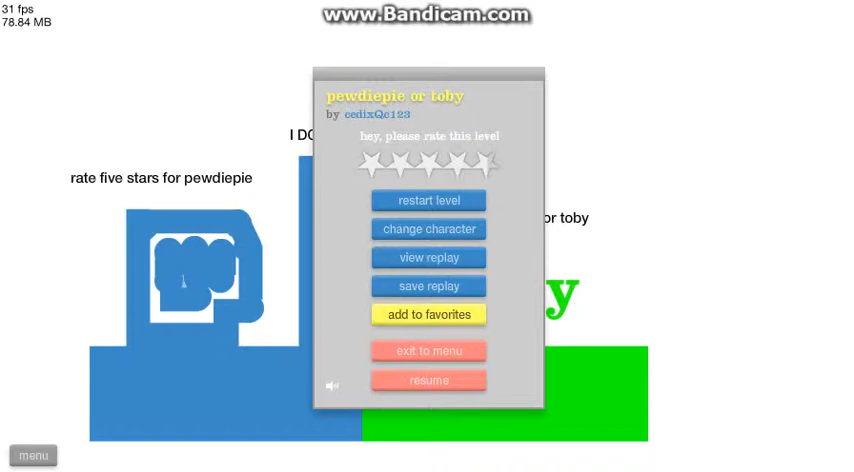 31 fps
78.84 MB
www.Bandicam.com
pewdiepie or toby
by cedixQc123
I DO
hey, please rate this level
rate five stars for pewdiepie
restart level
or toby
change character
view replay
save replay
y
add to favorites
exit to menu
resume
menu